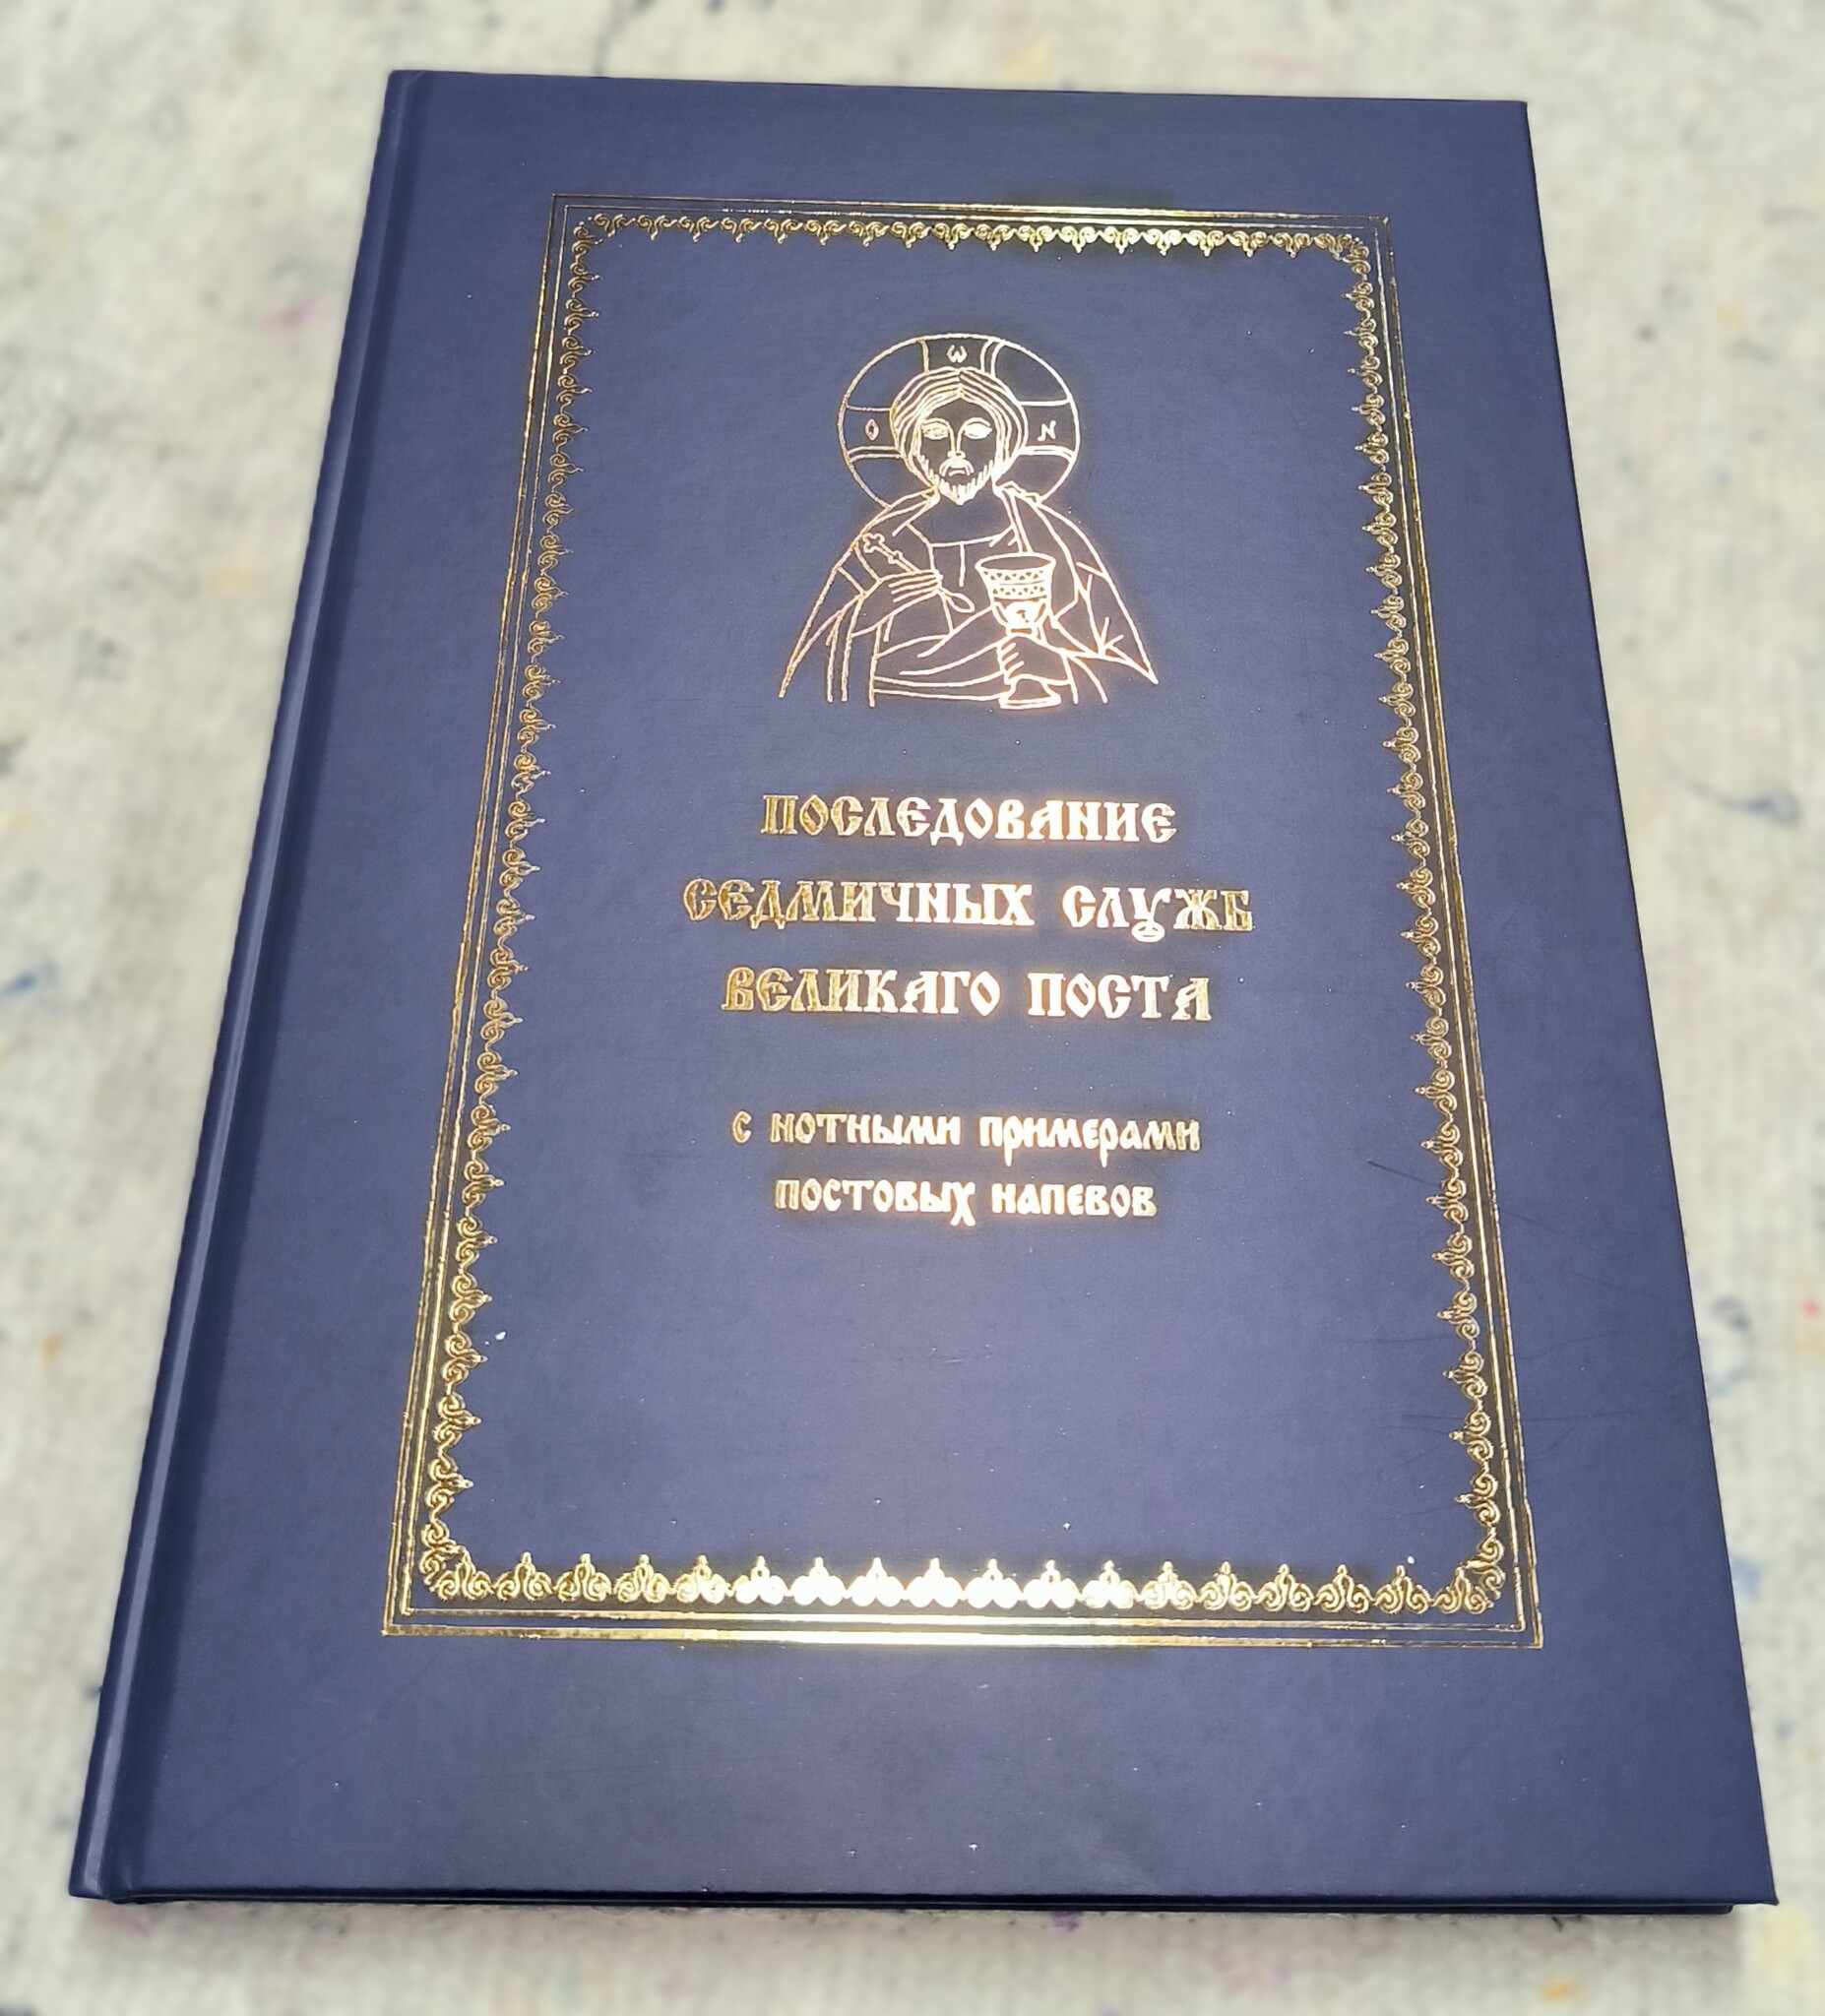 Ѡ
О Н
ПОСЛЕДОВАНИЕ
СЕДМИЧНЫХ СЛУЖБ
ВЕЛИКАГО ПОСТА
с нотными примерами
постовых напевов